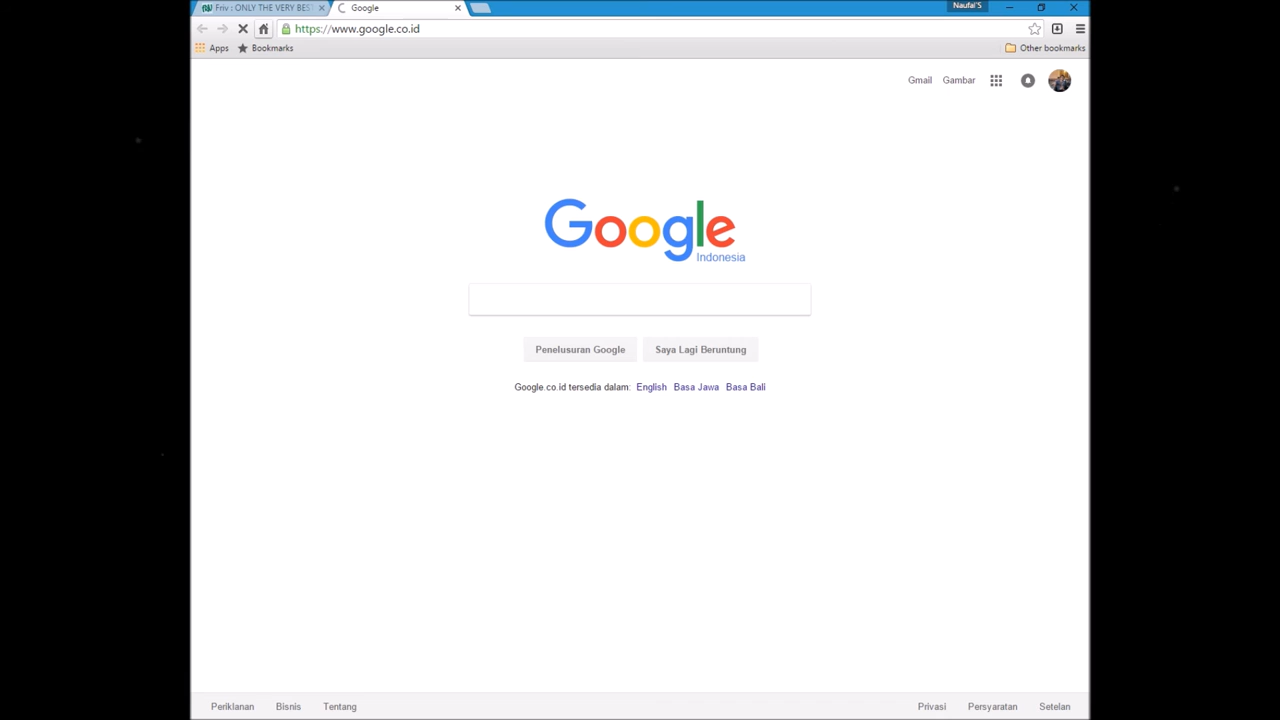 Friv : ONLY THE VERY BEST
Google
Naufal'S
https://www.google.co.id
Apps
Bookmarks
Other bookmarks
Gmail
Gambar
Google
Indonesia
Penelusuran Google
Saya Lagi Beruntung
Google.co.id tersedia dalam: English Basa Jawa Basa Bali
Periklanan
Bisnis
Tentang
Privasi
Persyaratan
Setelan